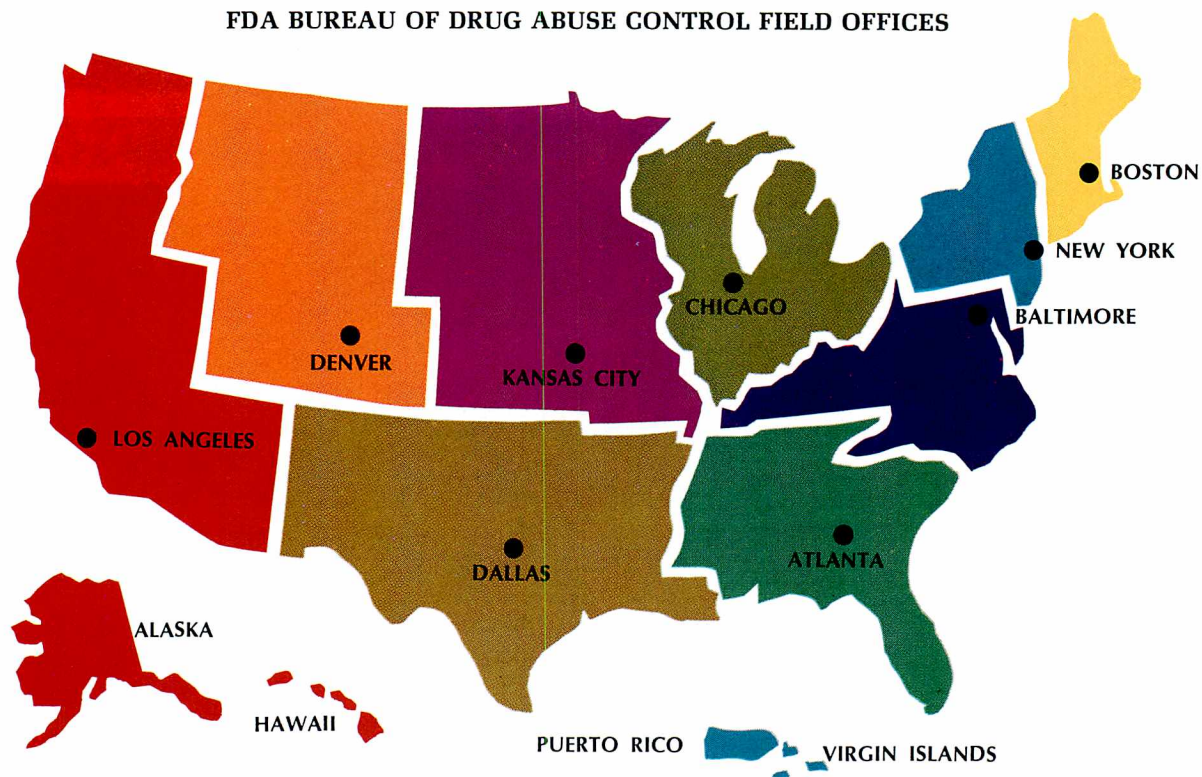 FDA BUREAU OF DRUG ABUSE CONTROL FIELD OFFICES
BOSTON
NEW YORK
BALTIMORE
CHICAGO
DENVER
KANSAS CITY
LOS ANGELES
DALLAS
ATLANTA
ALASKA
HAWAII
PUERTO RICO
VIRGIN ISLANDS